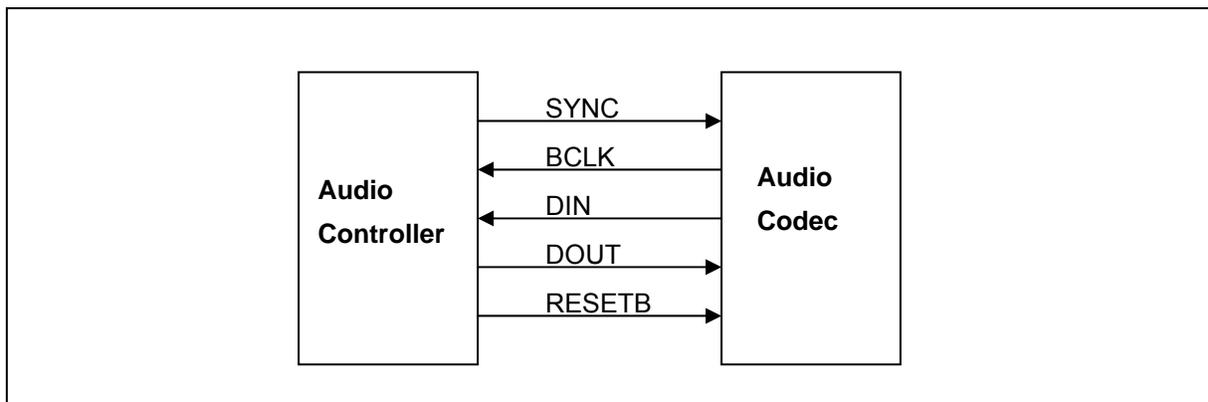 Audio
Controller
SYNC
BCLK
DIN
DOUT
RESETB
Audio
Codec